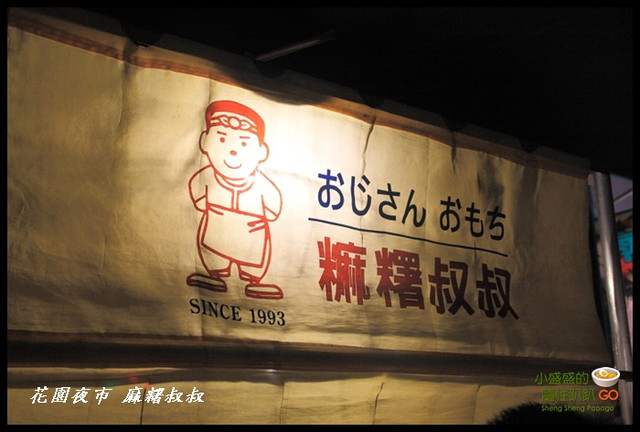 おじさん おもち
糜糬叔叔
SINCE 1993
花園夜市 麻糬叔叔
小盛盛的
GO
Sheng Sheng Papago